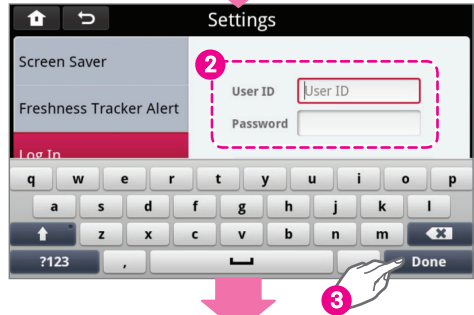 Settings
Screen Saver
2
User ID User ID
Freshness Tracker Alert
Password
Log In
q w e r t y u i o p
a s d f g h j k l
z x c v b n m
?123 , Done
3